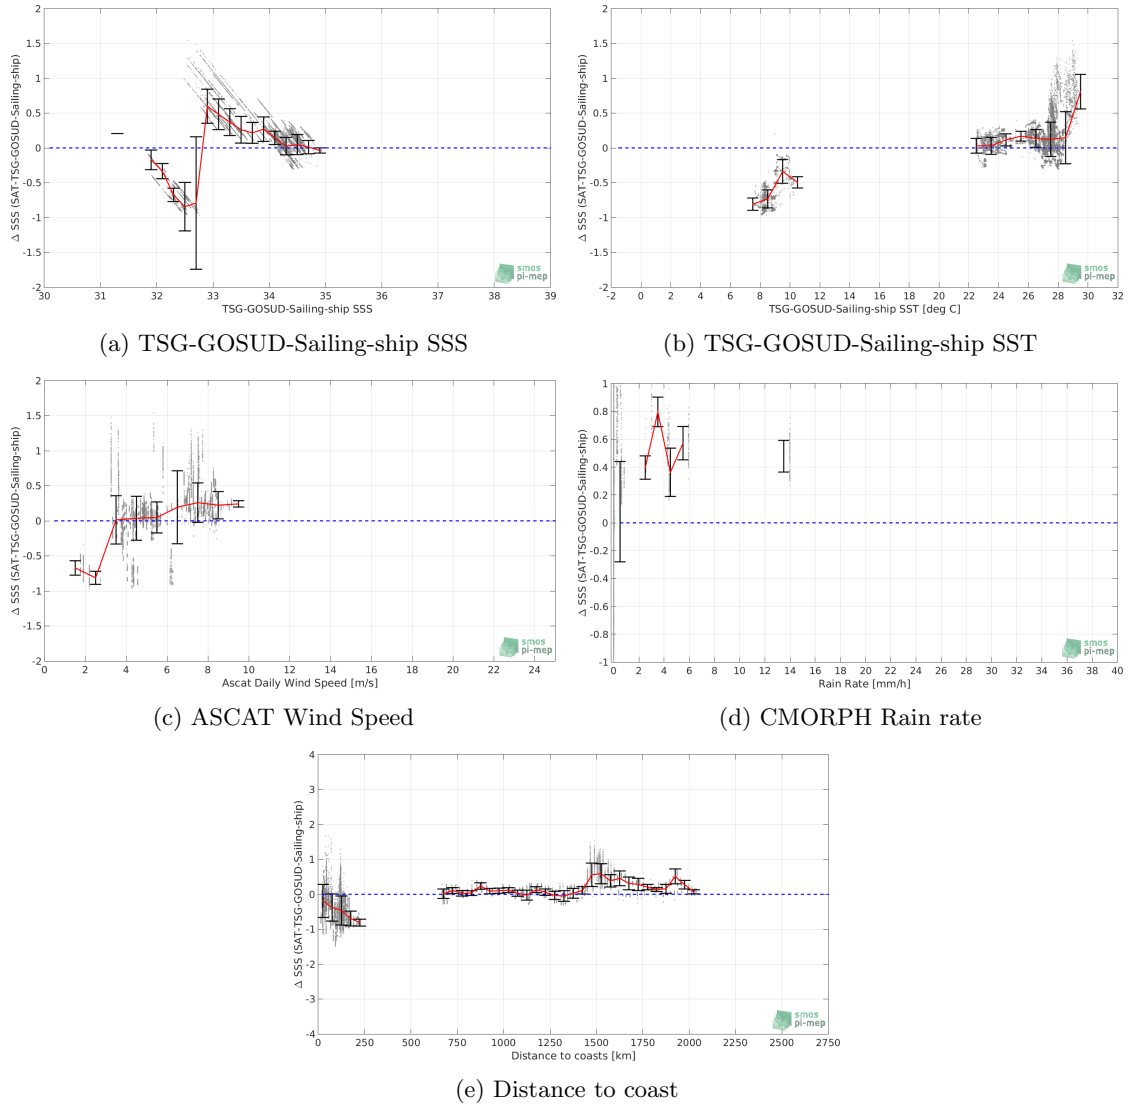 Δ SSS (SAT-TSG-GOSUD-Sailing-ship)
2
1.5
1
0.5
0
-0.5
-1
-1.5
-2
30 31 32 33 34 35 36 37 38 39
TSG-GOSUD-Sailing-ship SSS
smos
pi-mep
(a) TSG-GOSUD-Sailing-ship SSS
Δ SSS (SAT-TSG-GOSUD-Sailing-ship)
2
1.5
1
0.5
0
-0.5
-1
-1.5
-2
-2 0 2 4 6 8 10 12 14 16 18 20 22 24 26 28 30 32
TSG-GOSUD-Sailing-ship SST [deg C]
smos
pi-mep
(b) TSG-GOSUD-Sailing-ship SST
Δ SSS (SAT-TSG-GOSUD-Sailing-ship)
2
1.5
1
0.5
0
-0.5
-1
-1.5
-2
2 4 6 8 10 12 14 16 18 20 22 24
Ascat Daily Wind Speed [m/s]
smos
pi-mep
(c) ASCAT Wind Speed
Δ SSS (SAT-TSG-GOSUD-Sailing-ship)
1
0.8
0.6
0.4
0.2
0
-0.2
-0.4
-0.6
-0.8
-1
0 2 4 6 8 10 12 14 16 18 20 22 24 26 28 30 32 34 36 38 40
Rain Rate [mm/h]
smos
pi-mep
(d) CMORPH Rain rate
Δ SSS (SAT-TSG-GOSUD-Sailing-ship)
4
3
2
1
0
-1
-2
-3
-4
0 250 500 750 1000 1250 1500 1750 2000 2250 2500 2750
Distance to coasts [km]
smos
pi-mep
(e) Distance to coast